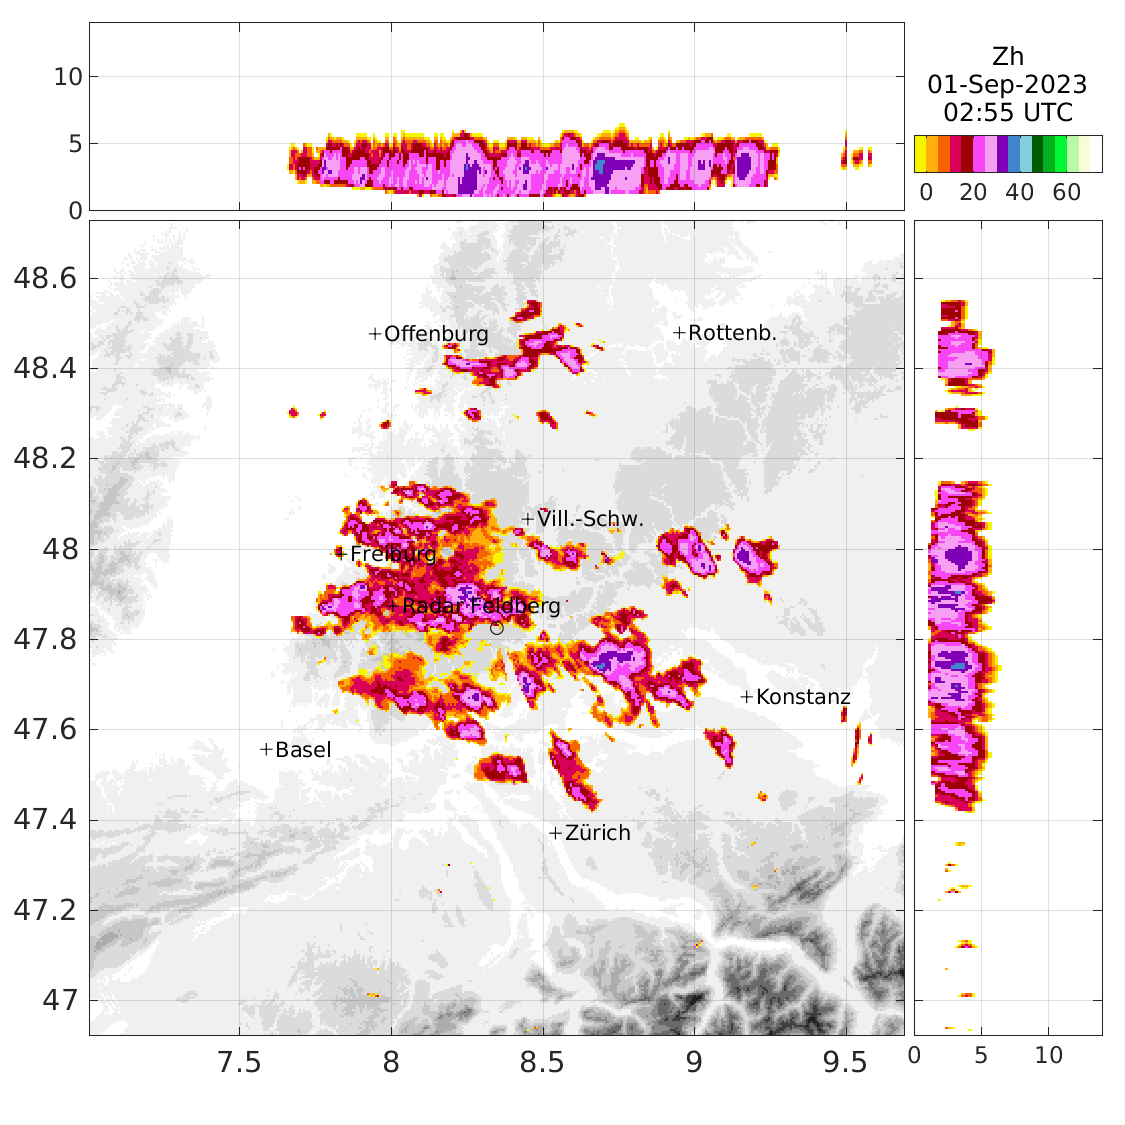 Zh
01-Sep-2023
02:55 UTC
0 20 40 60
10
5
0
48.6
48.4
48.2
48
47.8
47.6
47.4
47.2
47
Offenburg
Rottenb.
Vill.-Schw.
Freiburg
Radar Feldberg
Konstanz
Basel
Zürich
7.5 8 8.5 9 9.5
0 5 10